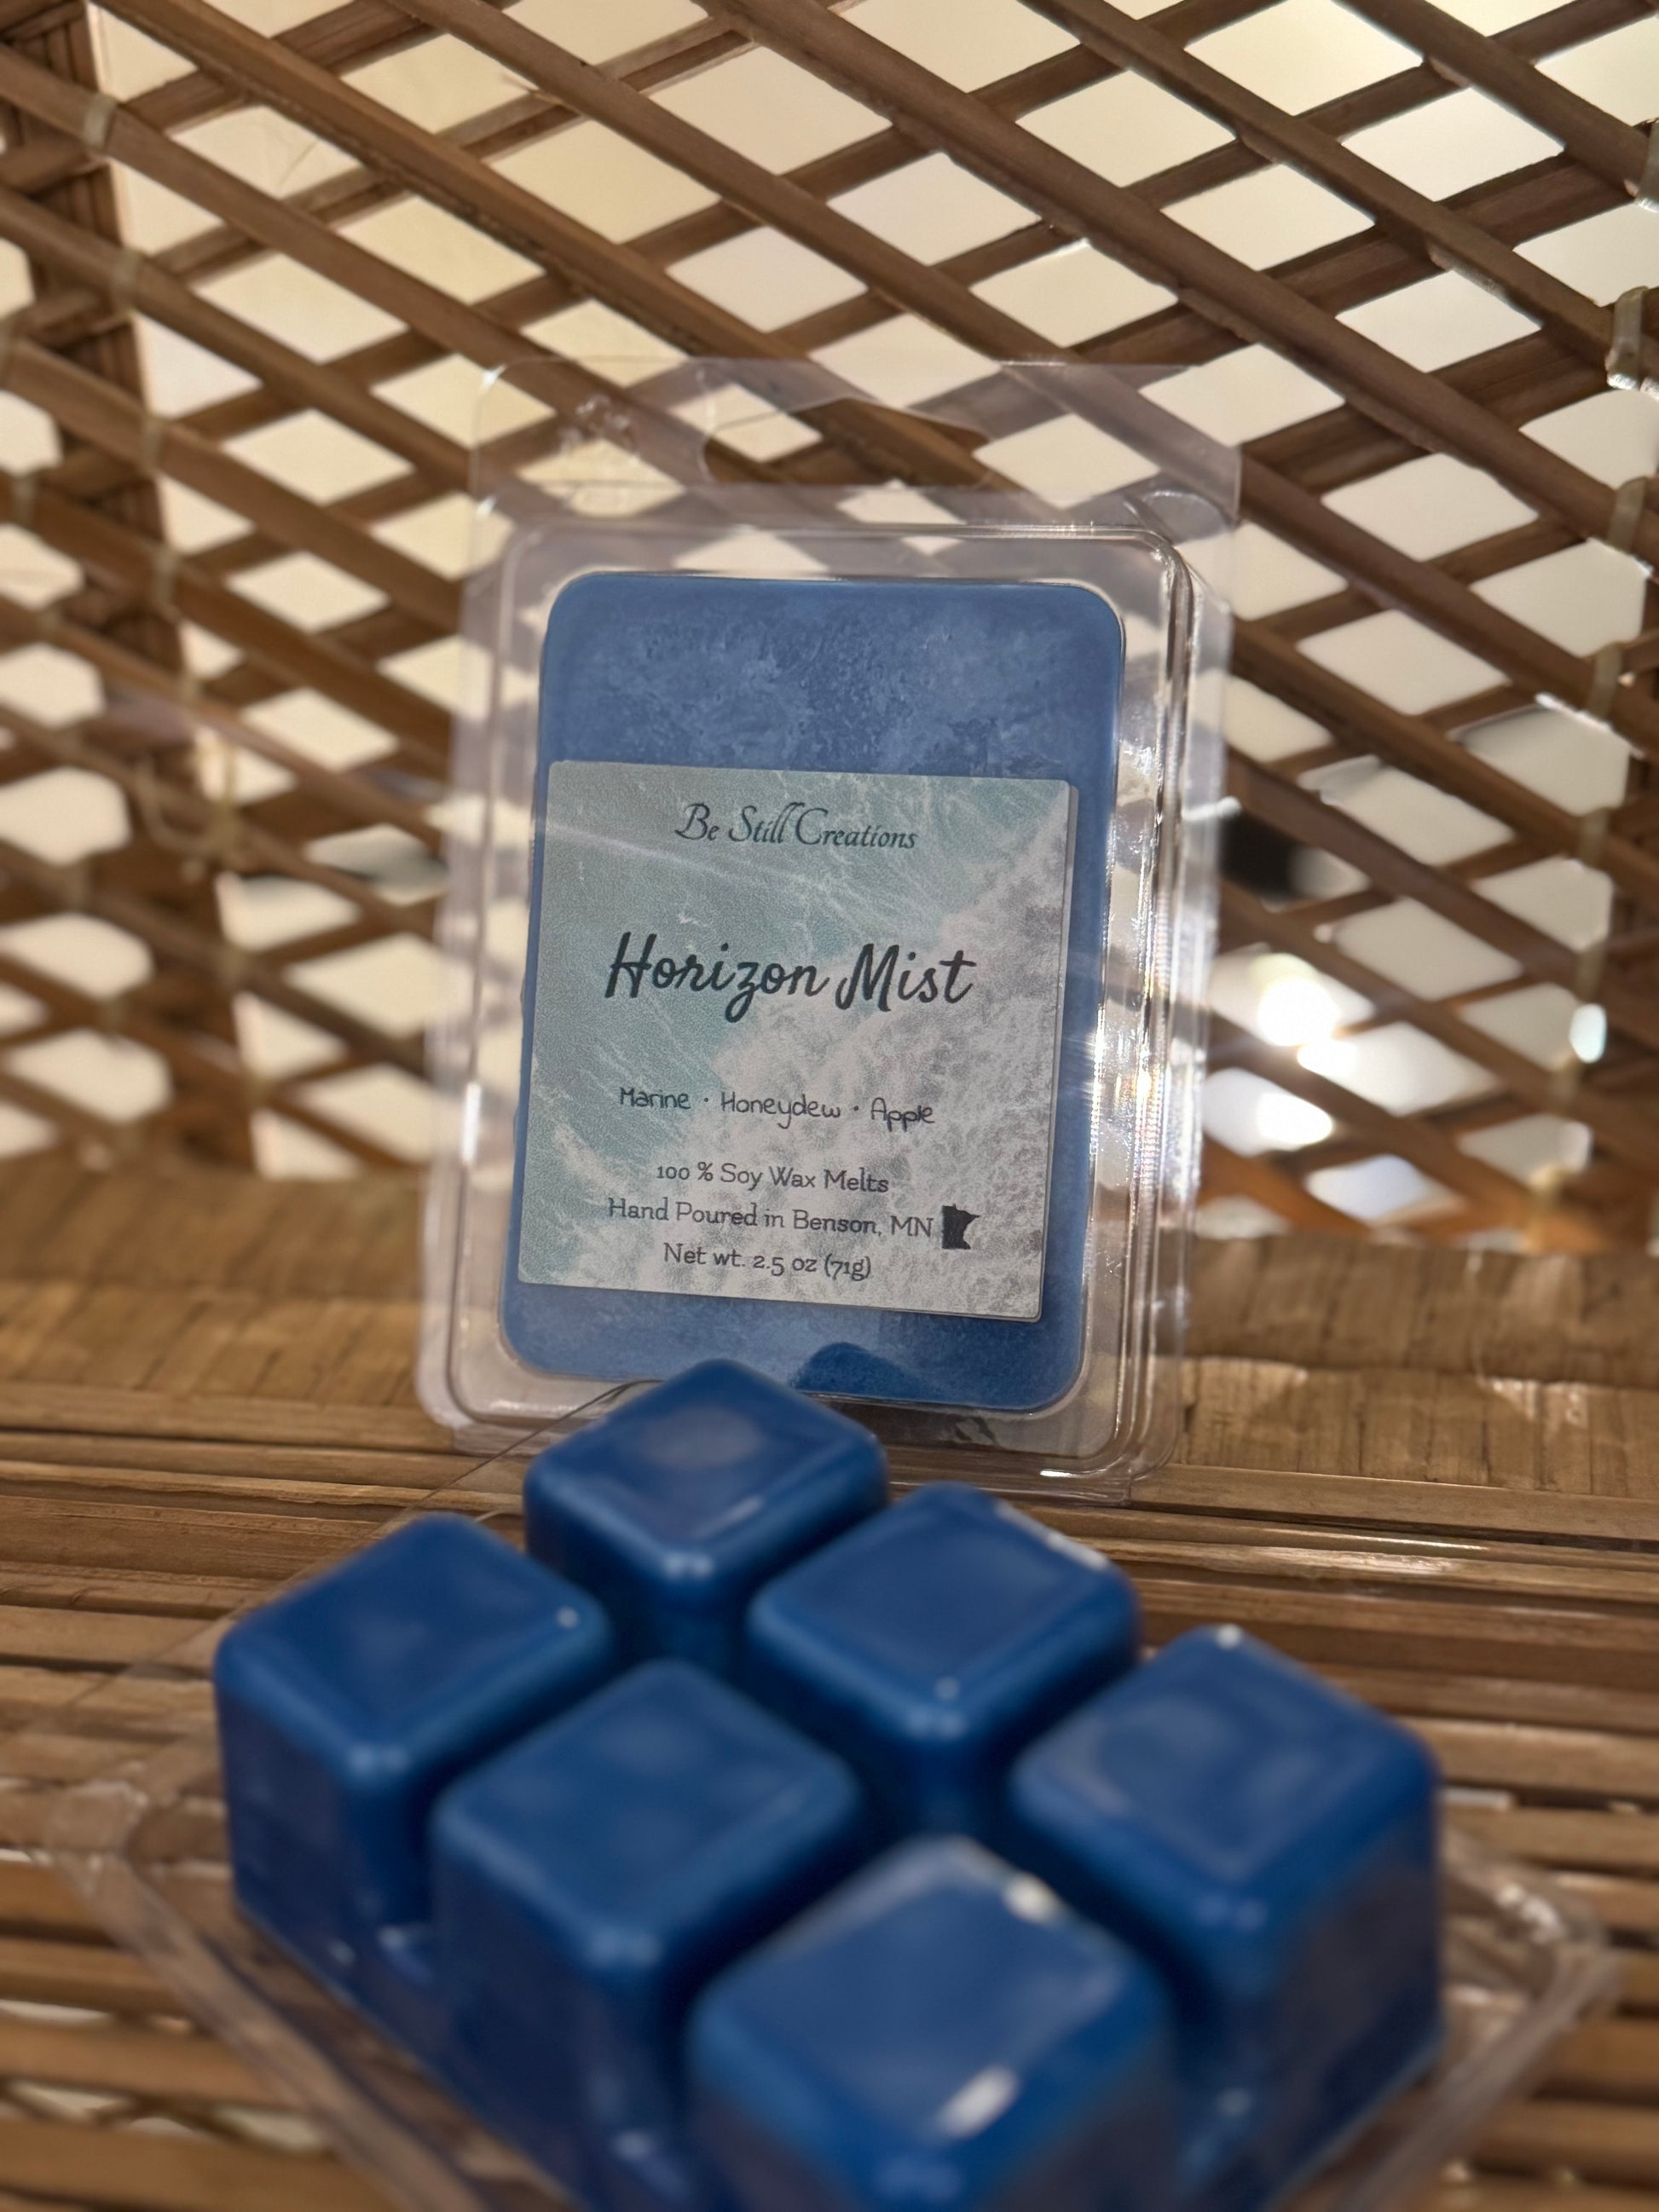 Be Still Creations
Horizon Mist
Marine · Honeydew · Apple
100 % Soy Wax Melts
Hand Poured in Benson, MN
Net wt. 2.5 oz (71g)